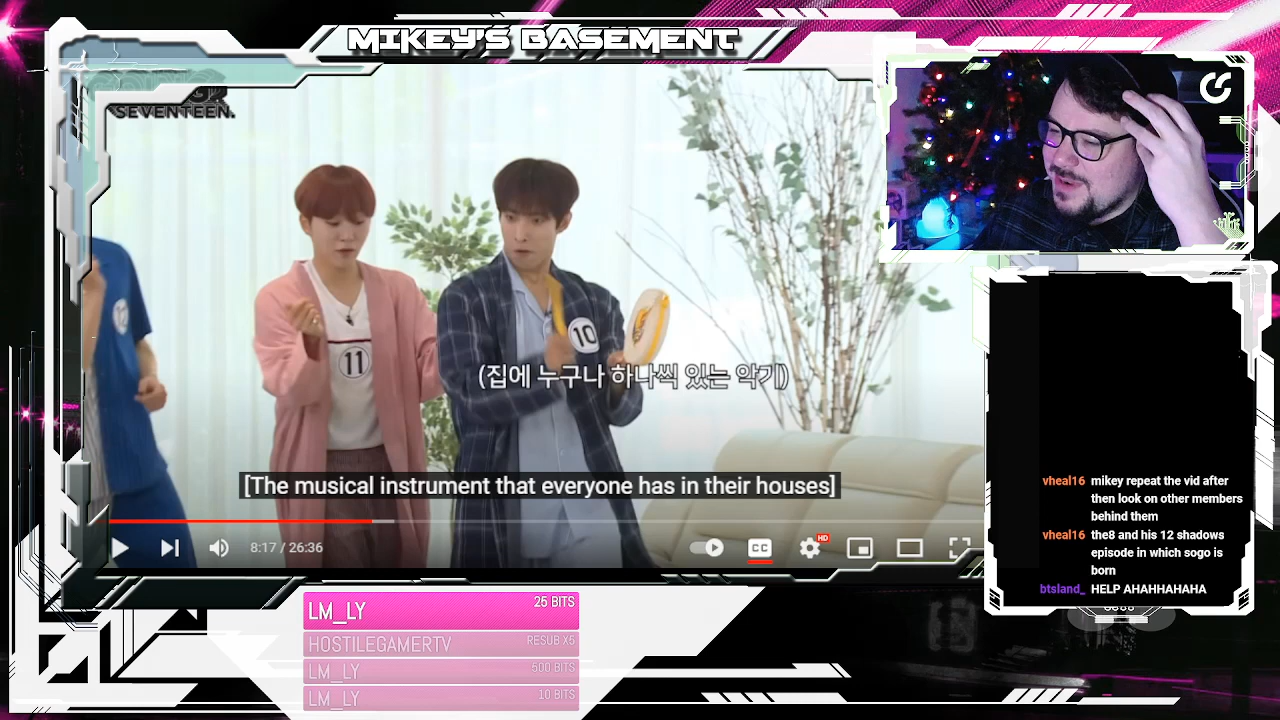 MIKEY'S BASEMENT
SEVENTEEN.
11
10
(집에 누구나 하나씩 있는 악기)
[The musical instrument that everyone has in their houses]
8:17 / 26:36
CC
HD
vheal16 mikey repeat the vid after
then look on other members
behind them
vheal16 the8 and his 12 shadows
episode in which sogo is
born
btsland_ HELP AHAHHAHAHA
LM_LY 25 BITS
HOSTILEGAMERTV RESUB X5
LM_LY 500 BITS
LM_LY 10 BITS